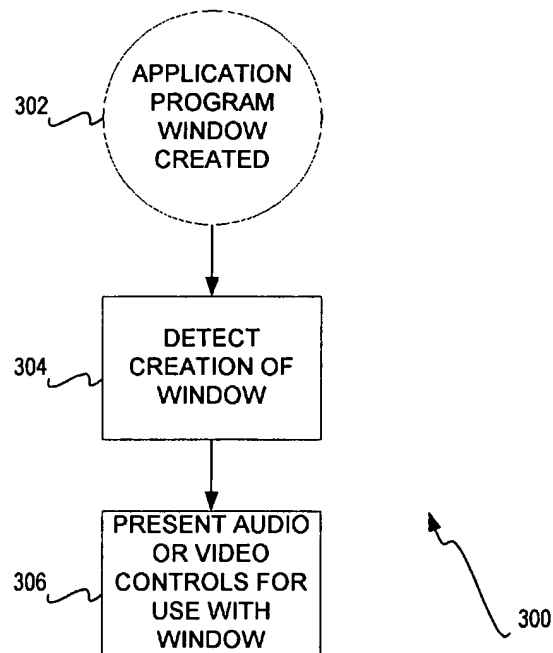 302
APPLICATION
PROGRAM
WINDOW
CREATED
304
DETECT
CREATION OF
WINDOW
306
PRESENT AUDIO
OR VIDEO
CONTROLS FOR
USE WITH
WINDOW
300